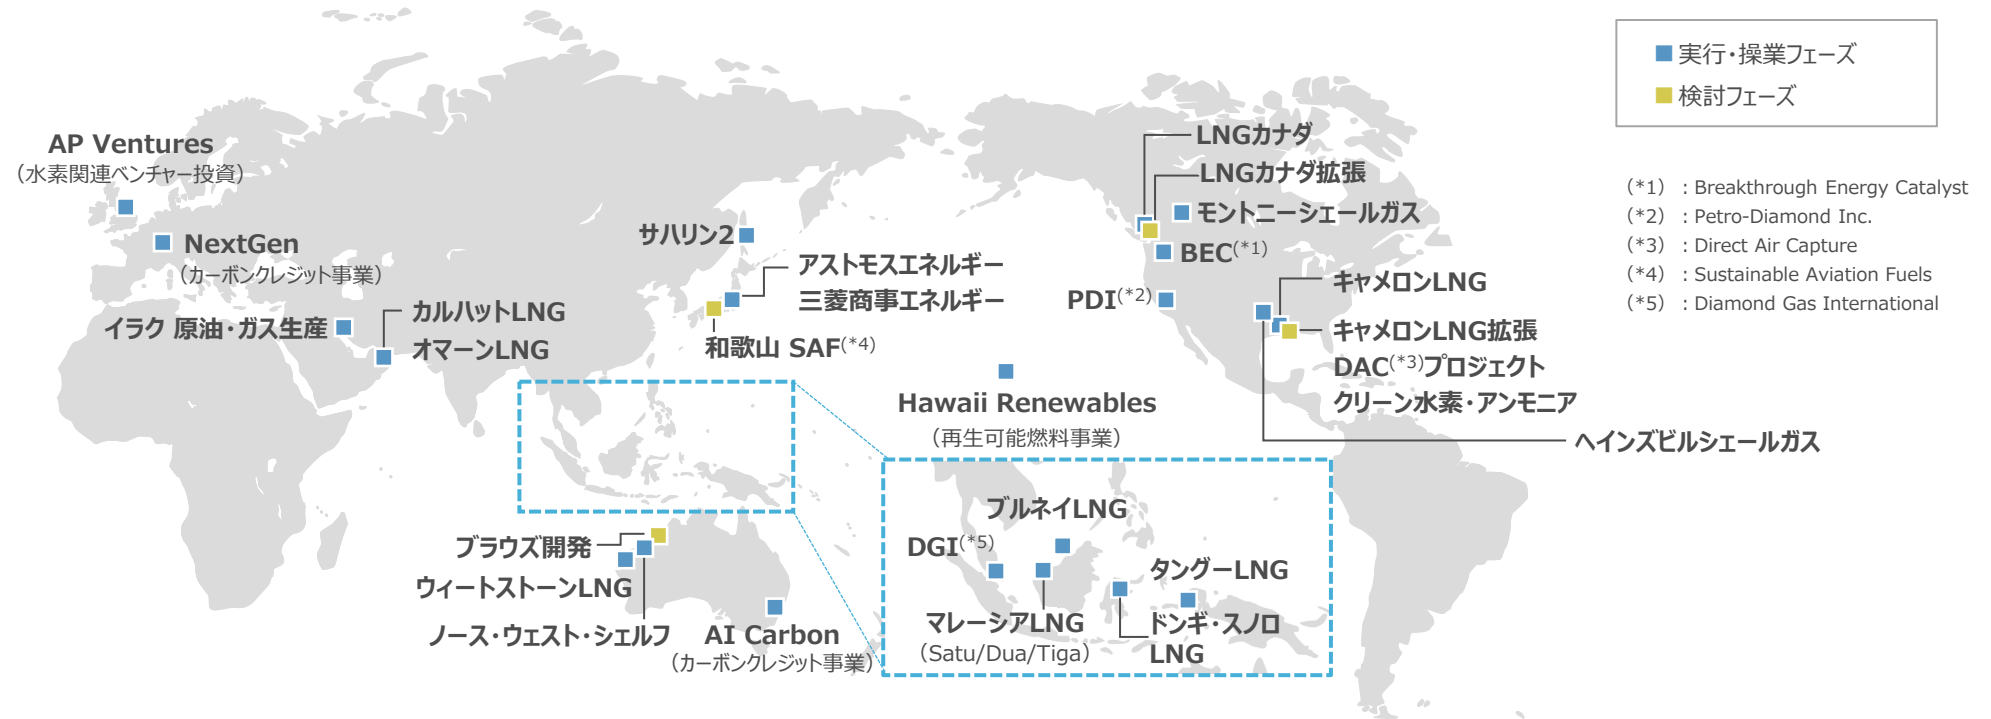 実行・操業フェーズ
検討フェーズ
(*1) : Breakthrough Energy Catalyst
(*2) : Petro-Diamond Inc.
(*3) : Direct Air Capture
(*4) : Sustainable Aviation Fuels
(*5) : Diamond Gas International
AP Ventures
(水素関連ベンチャー投資)
NextGen
(カーボンクレジット事業)
イラク 原油・ガス生産
カルハットLNG
オマーンLNG
サハリン2
アストモスエネルギー
三菱商事エネルギー
和歌山 SAF(*4)
LNGカナダ
LNGカナダ拡張
モントニーシェールガス
BEC(*1)
PDI(*2)
キャメロンLNG
キャメロンLNG拡張
DAC(*3)プロジェクト
クリーン水素・アンモニア
ヘインズビルシェールガス
Hawaii Renewables
(再生可能燃料事業)
ブラウズ開発
ウィートストーンLNG
ノース・ウェスト・シェルフ
AI Carbon
(カーボンクレジット事業)
ブルネイLNG
DGI(*5)
タングーLNG
マレーシアLNG
(Satu/Dua/Tiga)
ドンギ・スノロ
LNG